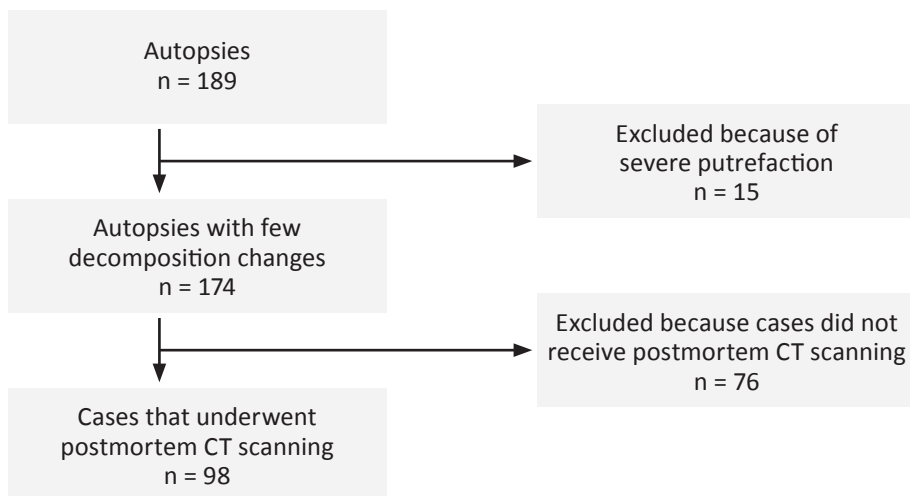 Autopsies
n = 189
Excluded because of
severe putrefaction
n = 15
Autopsies with few
decomposition changes
n = 174
Excluded because cases did not
receive postmortem CT scanning
n = 76
Cases that underwent
postmortem CT scanning
n = 98